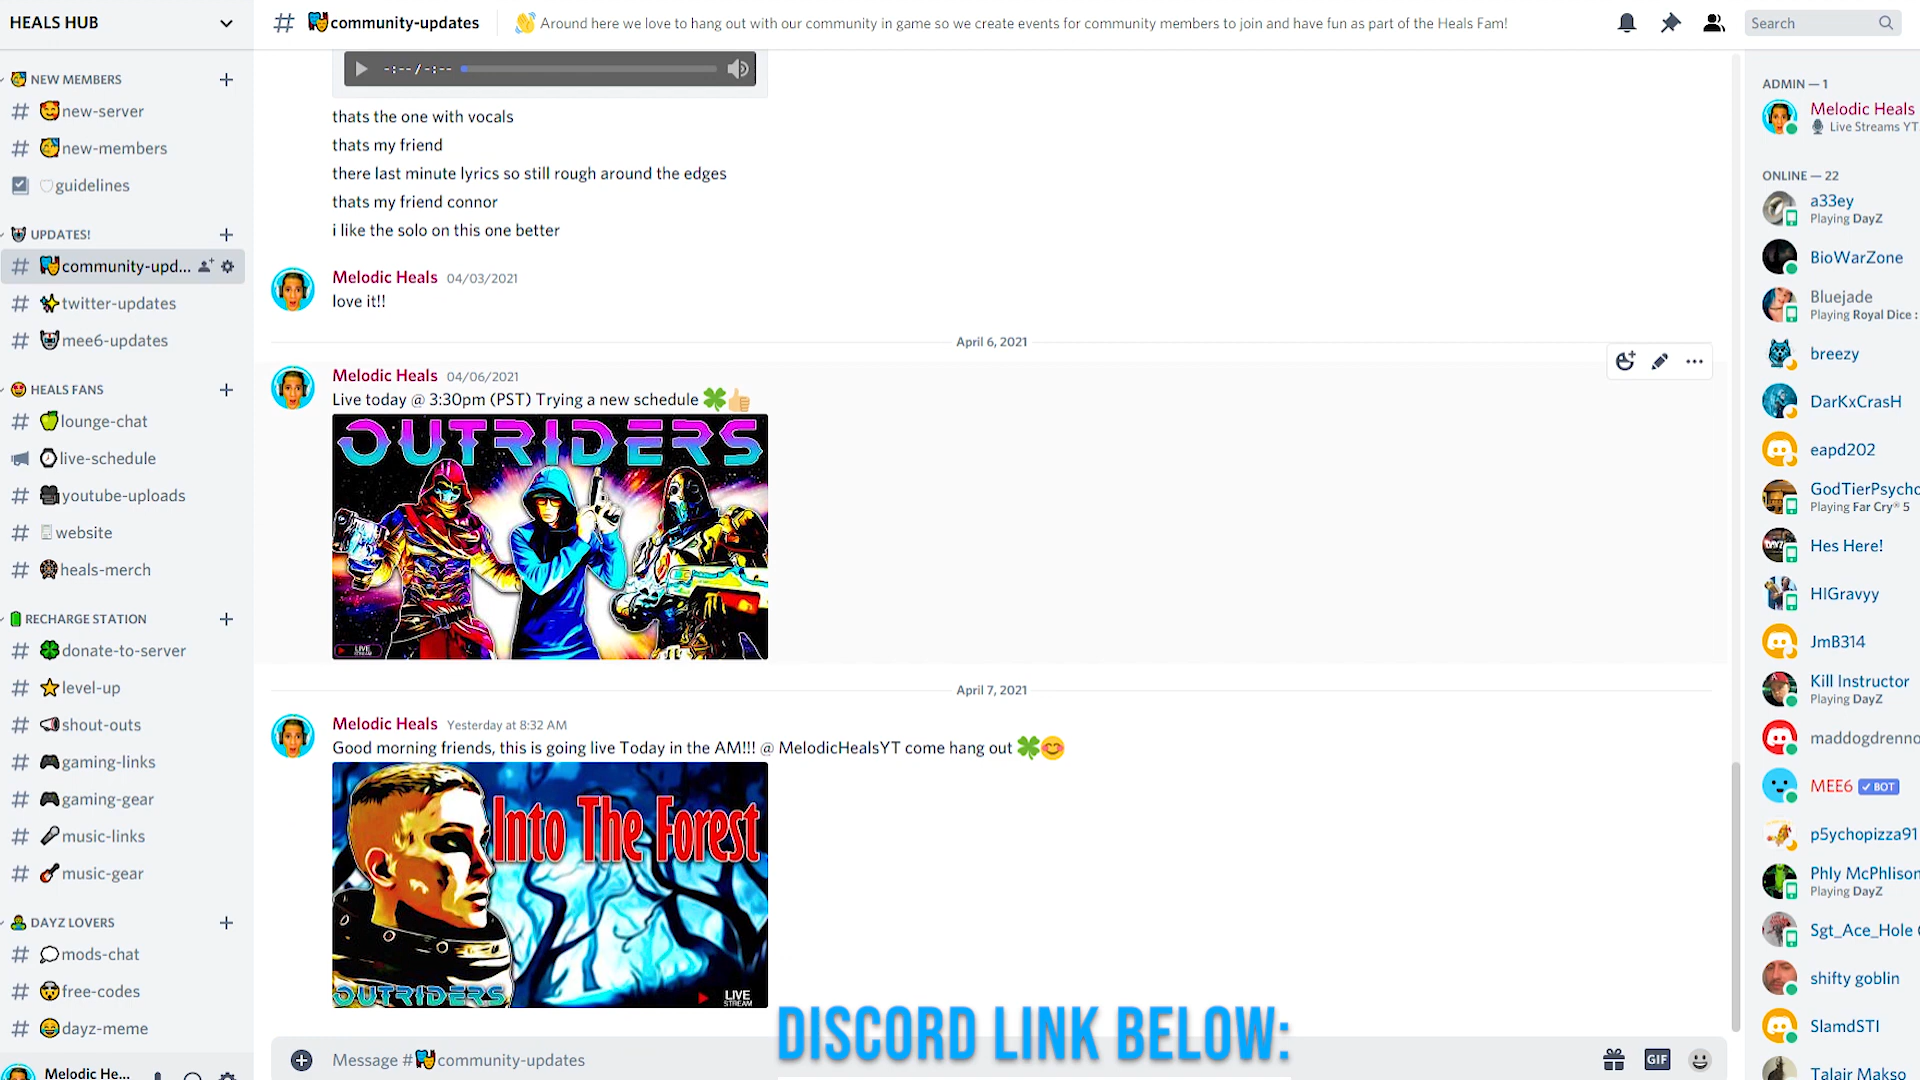 HEALS HUB
NEW MEMBERS
new-server
new-members
guidelines
UPDATES!
community-upd...
twitter-updates
mee6-updates
HEALS FANS
lounge-chat
live-schedule
youtube-uploads
website
heals-merch
RECHARGE STATION
donate-to-server
level-up
shout-outs
gaming-links
gaming-gear
music-links
music-gear
DAYZ LOVERS
mods-chat
free-codes
dayz-meme
Melodic He...
# community-updates
Around here we love to hang out with our community in game so we create events for community members to join and have fun as part of the Heals Fam!
Search
-:-- / -:--
thats the one with vocals
thats my friend
there last minute lyrics so still rough around the edges
thats my friend connor
i like the solo on this one better
Melodic Heals 04/03/2021
love it!!
April 6, 2021
Melodic Heals 04/06/2021
Live today @ 3:30pm (PST) Trying a new schedule 🍀👍
OUTRIDERS
LIVE
STREAM
April 7, 2021
Melodic Heals Yesterday at 8:32 AM
Good morning friends, this is going live Today in the AM!!! @ MelodicHealsYT come hang out 🍀😊
Into The Forest
OUTRIDERS
LIVE
STREAM
DISCORD LINK BELOW:
Message # community-updates
GIF
ADMIN — 1
Melodic Heals
Live Streams YT
ONLINE — 22
a33ey
Playing DayZ
BioWarZone
Bluejade
Playing Royal Dice :
breezy
DarKxCrasH
eapd202
GodTierPsycho
Playing Far Cry® 5
Hes Here!
HIGravyy
JmB314
Kill Instructor
Playing DayZ
maddogdrenno
MEE6 ✓ BOT
p5ychopizza91
Phly McPhlison
Playing DayZ
Sgt_Ace_Hole
shifty goblin
SlamdSTI
Talair Makso